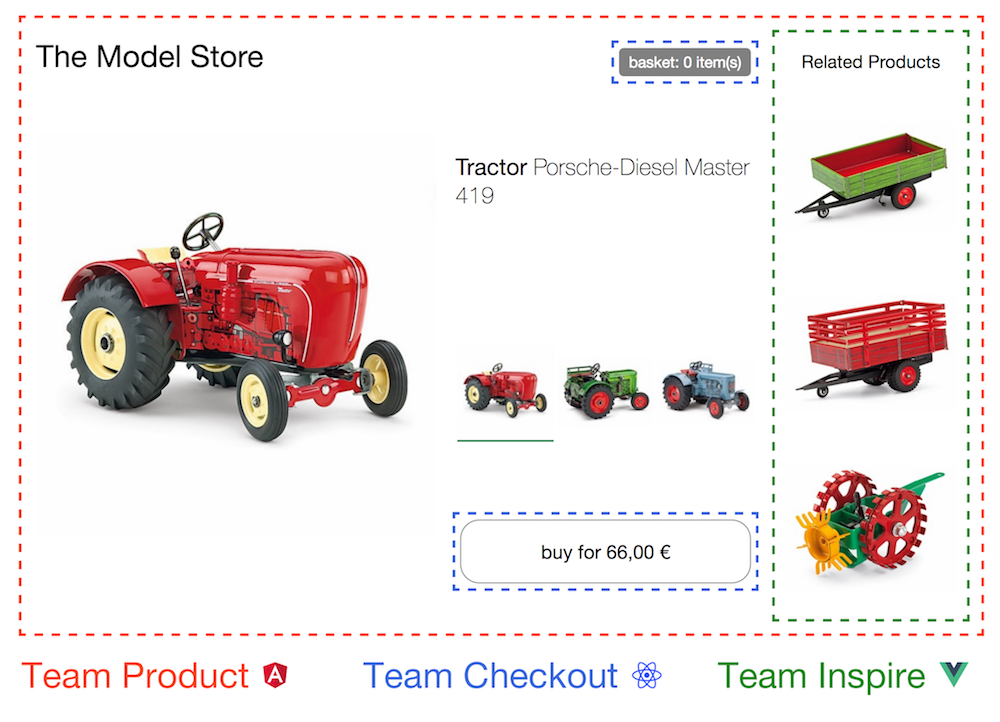 The Model Store
basket: 0 item(s)
Related Products
Tractor Porsche-Diesel Master
419
buy for 66,00 €
Team Product
Team Checkout
Team Inspire